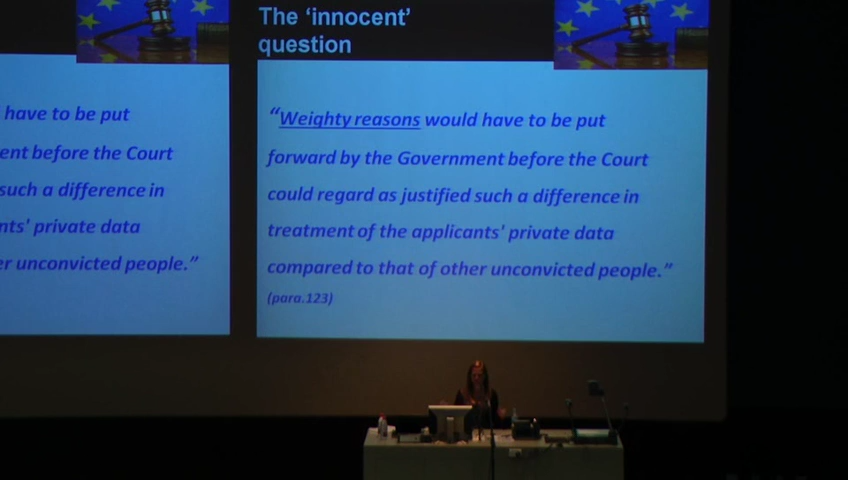 The ‘innocent’
question
have to be put
ent before the Court
such a difference in
nts' private data
er unconvicted people.”
“Weighty reasons would have to be put
forward by the Government before the Court
could regard as justified such a difference in
treatment of the applicants' private data
compared to that of other unconvicted people.”
(para.123)